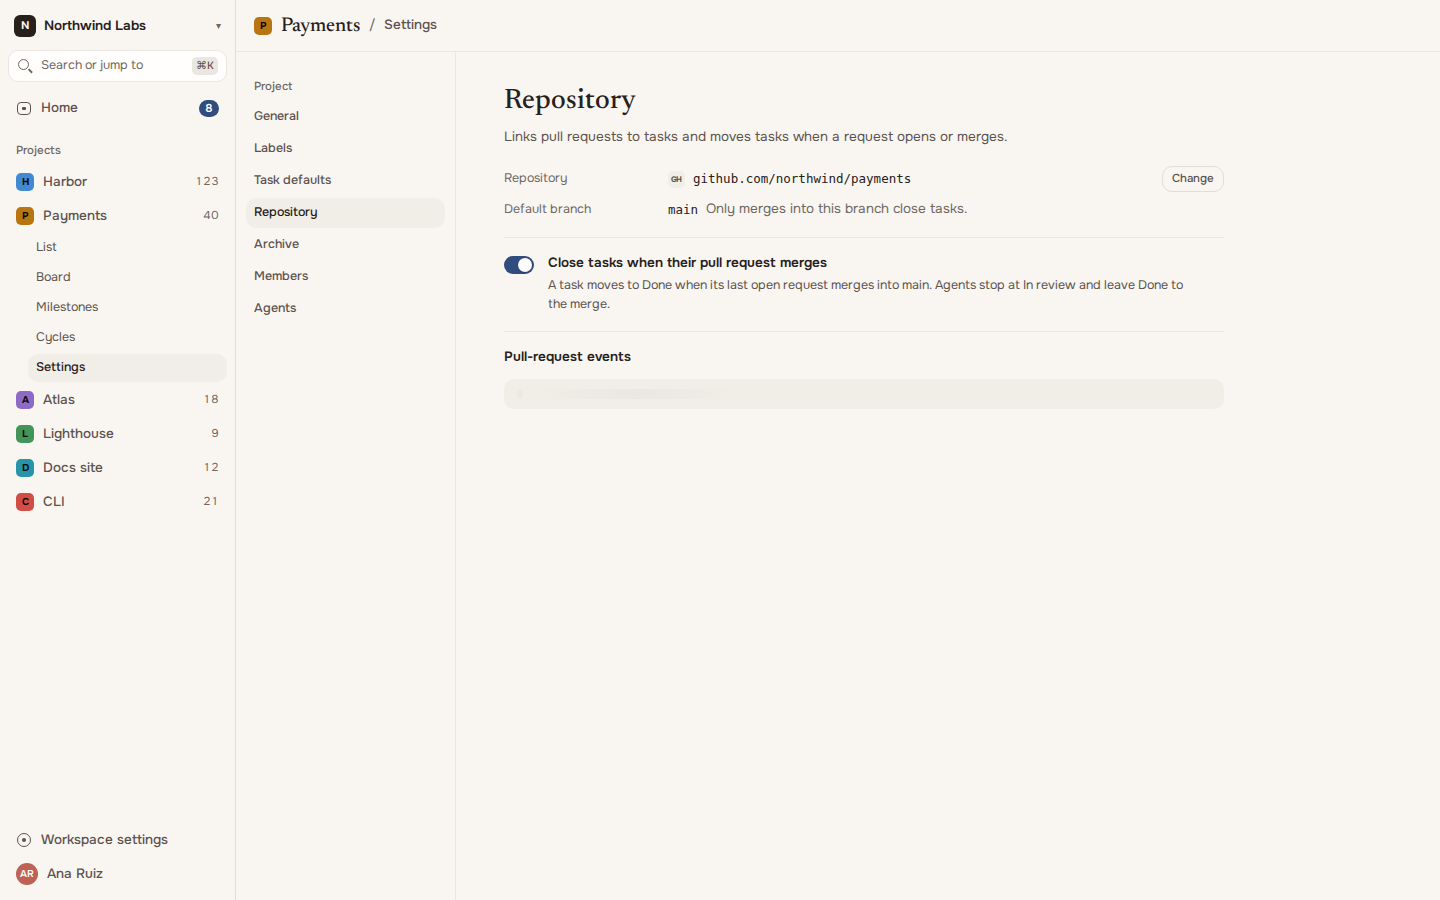 N Northwind Labs
Search or jump to ⌘K
Home 8
Projects
H Harbor 123
P Payments 40
List
Board
Milestones
Cycles
Settings
A Atlas 18
L Lighthouse 9
D Docs site 12
C CLI 21
Workspace settings
AR Ana Ruiz
P Payments / Settings
Project
General
Labels
Task defaults
Repository
Archive
Members
Agents
Repository
Links pull requests to tasks and moves tasks when a request opens or merges.
Repository GH github.com/northwind/payments Change
Default branch main Only merges into this branch close tasks.
Close tasks when their pull request merges
A task moves to Done when its last open request merges into main. Agents stop at In review and leave Done to
the merge.
Pull-request events